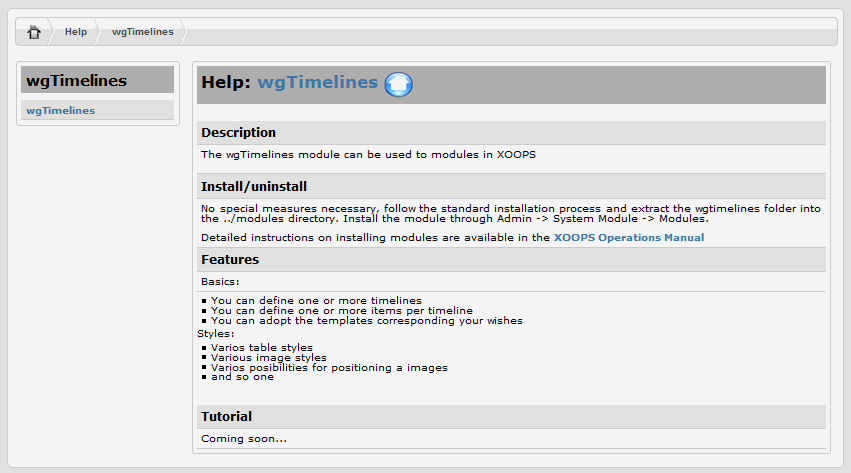 Help
wgTimelines
wgTimelines
wgTimelines
Help: wgTimelines
Description
The wgTimelines module can be used to modules in XOOPS
Install/uninstall
No special measures necessary, follow the standard installation process and extract the wgtimelines folder into
the ../modules directory. Install the module through Admin -> System Module -> Modules.
Detailed instructions on installing modules are available in the XOOPS Operations Manual
Features
Basics:
You can define one or more timelines
You can define one or more items per timeline
You can adopt the templates corresponding your wishes
Styles:
Varios table styles
Various image styles
Varios posibilities for positioning a images
and so one
Tutorial
Coming soon...